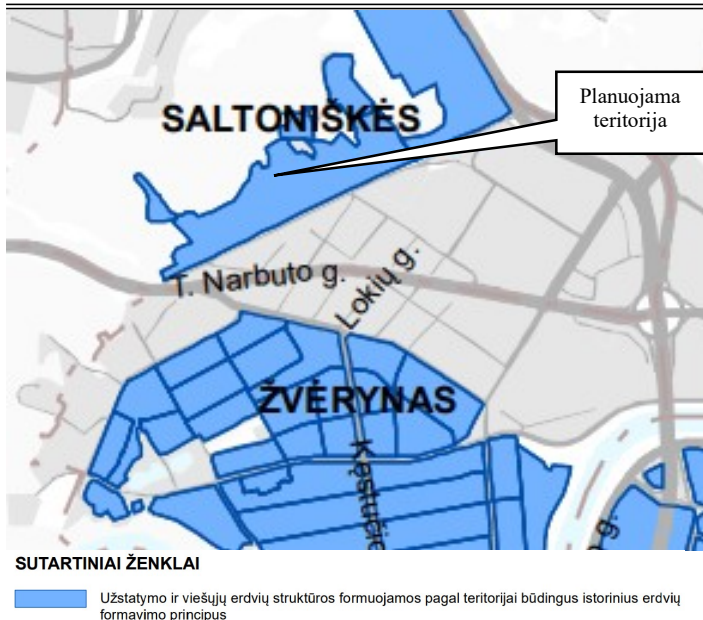 SALTONIŠKĖS
Planuojama
teritorija
T. Narbuto g.
Lokių g.
ŽVĖRYNAS
Kęstučio
g.
SUTARTINIAI ŽENKLAI
Užstatymo ir viešųjų erdvių struktūros formuojamos pagal teritorijai būdingus istorinius erdvių
formavimo principus